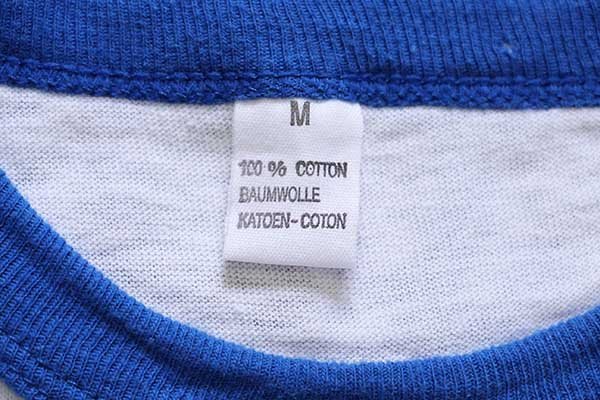 M
100 % COTTON
BAUMWOLLE
KATOEN-COTON